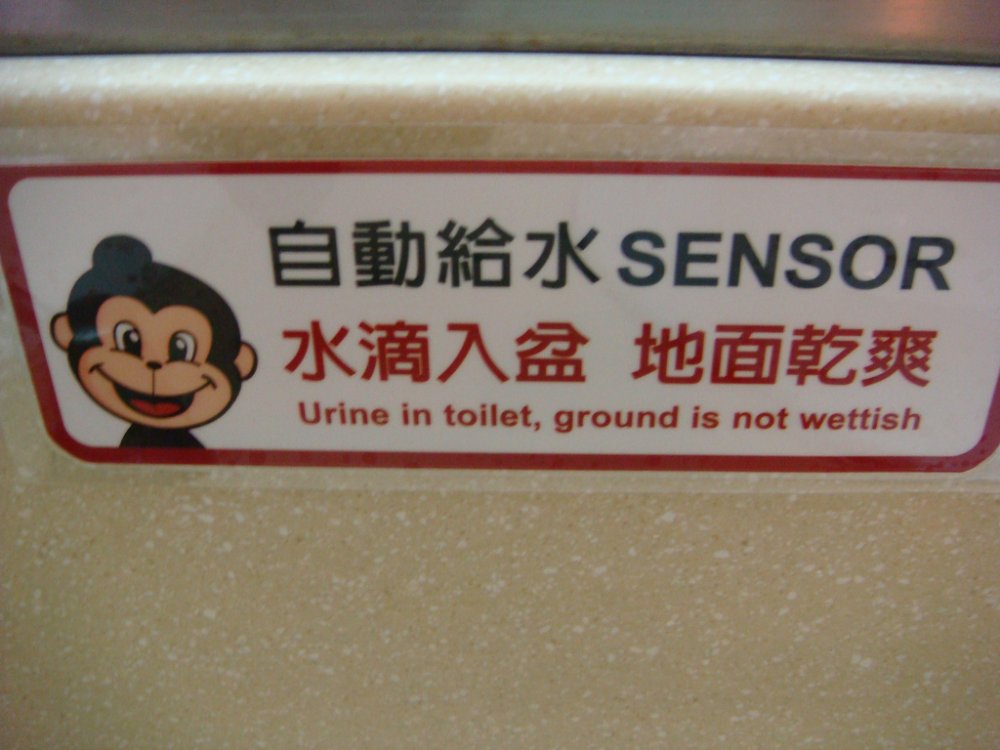 自動給水 SENSOR
水滴入盆 地面乾爽
Urine in toilet, ground is not wettish